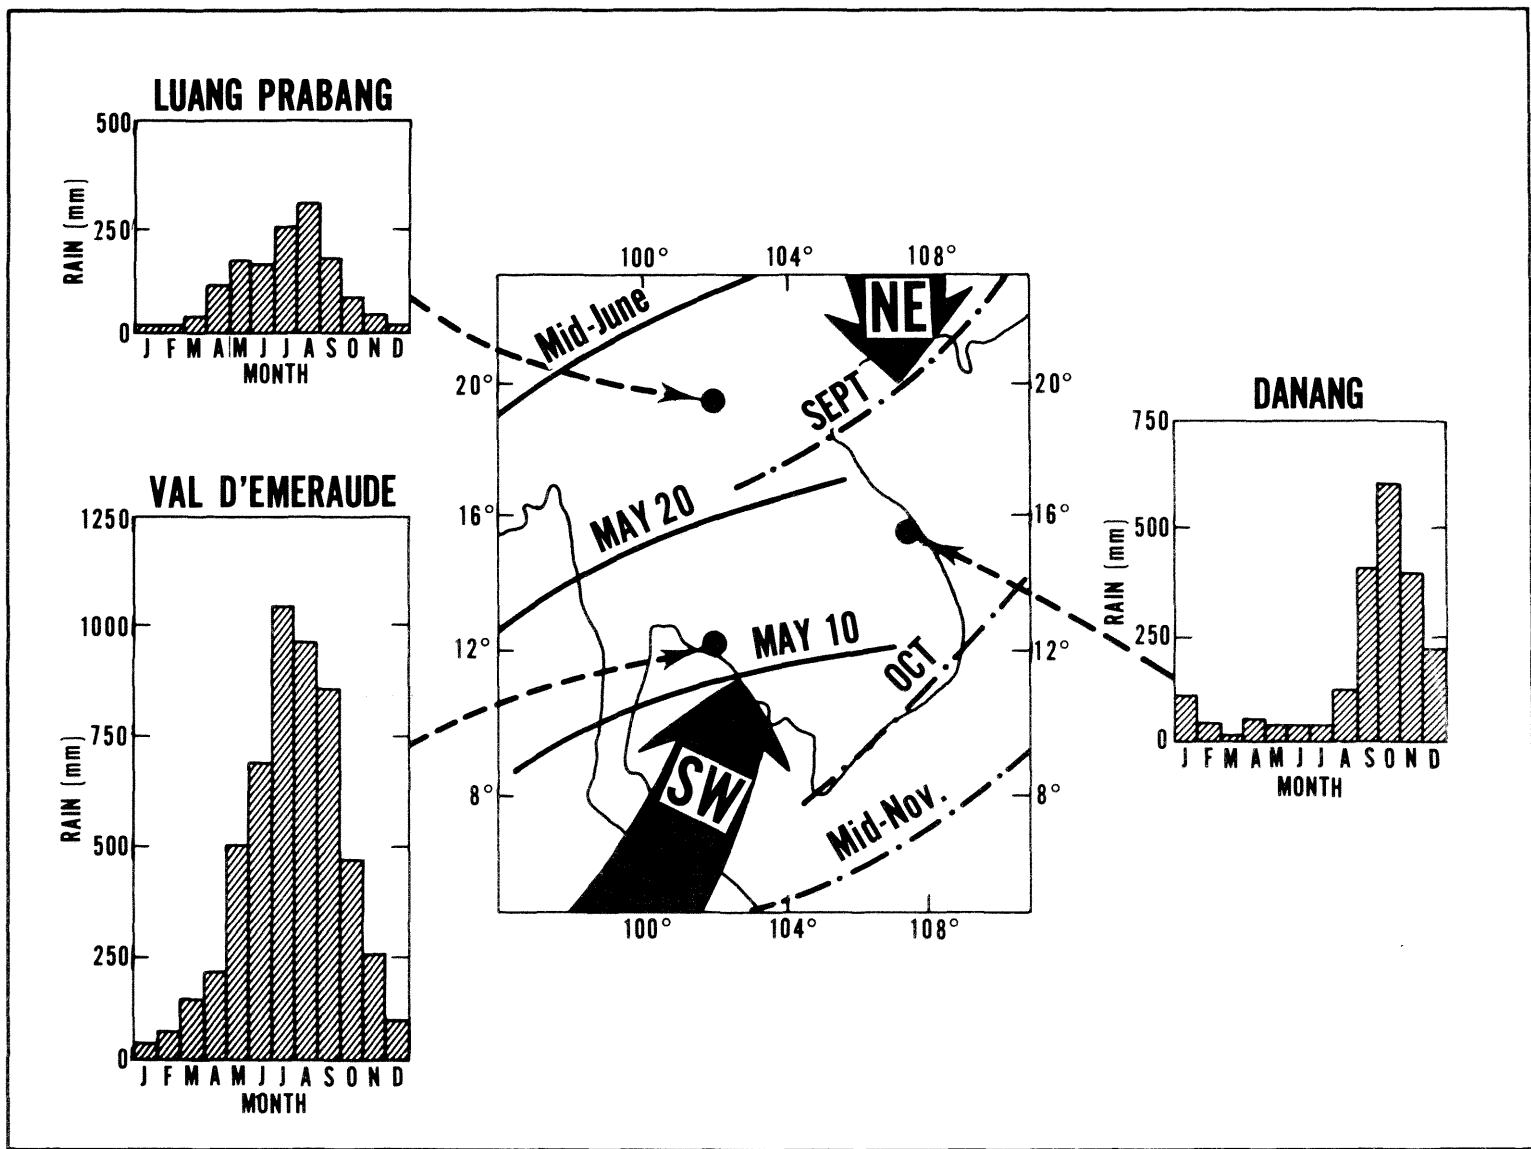 LUANG PRABANG
500
250
0
RAIN (mm)
J F M A M J J A S O N D
MONTH
VAL D'EMERAUDE
1250
1000
750
500
250
0
RAIN (mm)
J F M A M J J A S O N D
MONTH
100° 104° 108°
Mid-June
NE
20° 20°
SEPT
MAY 20
16° 16°
MAY 10
12° 12°
OCT
SW
8° 8°
Mid-Nov.
100° 104° 108°
DANANG
750
500
250
0
RAIN (mm)
J F M A M J J A S O N D
MONTH